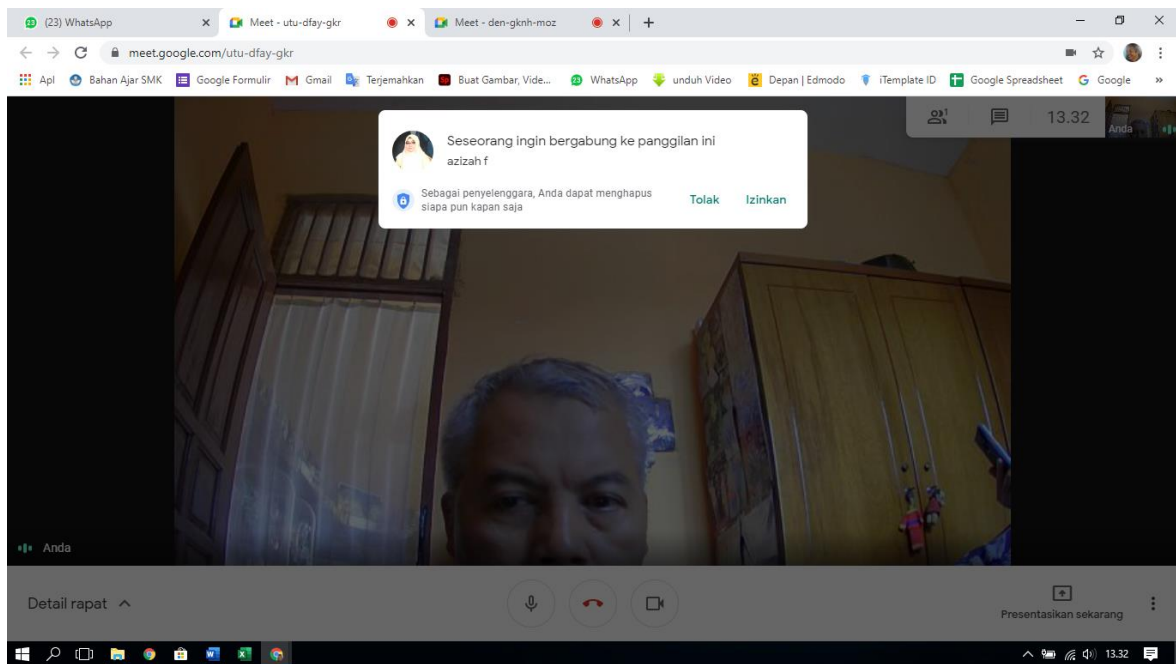 (23) WhatsApp
Meet - utu-dfay-gkr
Meet - den-gknh-moz
meet.google.com/utu-dfay-gkr
Apl
Bahan Ajar SMK
Google Formulir
Gmail
Terjemahkan
Buat Gambar, Vide...
WhatsApp
unduh Video
Depan | Edmodo
iTemplate ID
Google Spreadsheet
Google
»
Seseorang ingin bergabung ke panggilan ini
azizah f
Sebagai penyelenggara, Anda dapat menghapus
siapa pun kapan saja
Tolak
Izinkan
1
13.32
Anda
Anda
Detail rapat
Presentasikan sekarang
13.32